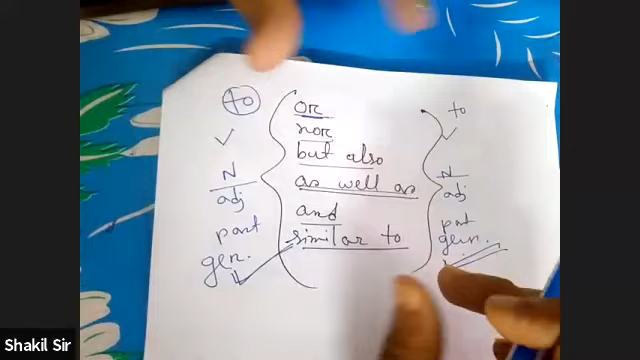 to
✓
N
adj
part
gen.
or
nor
but also
as well as
and
similar to
to
✓
N
adj
part
gerun.
Shakil Sir